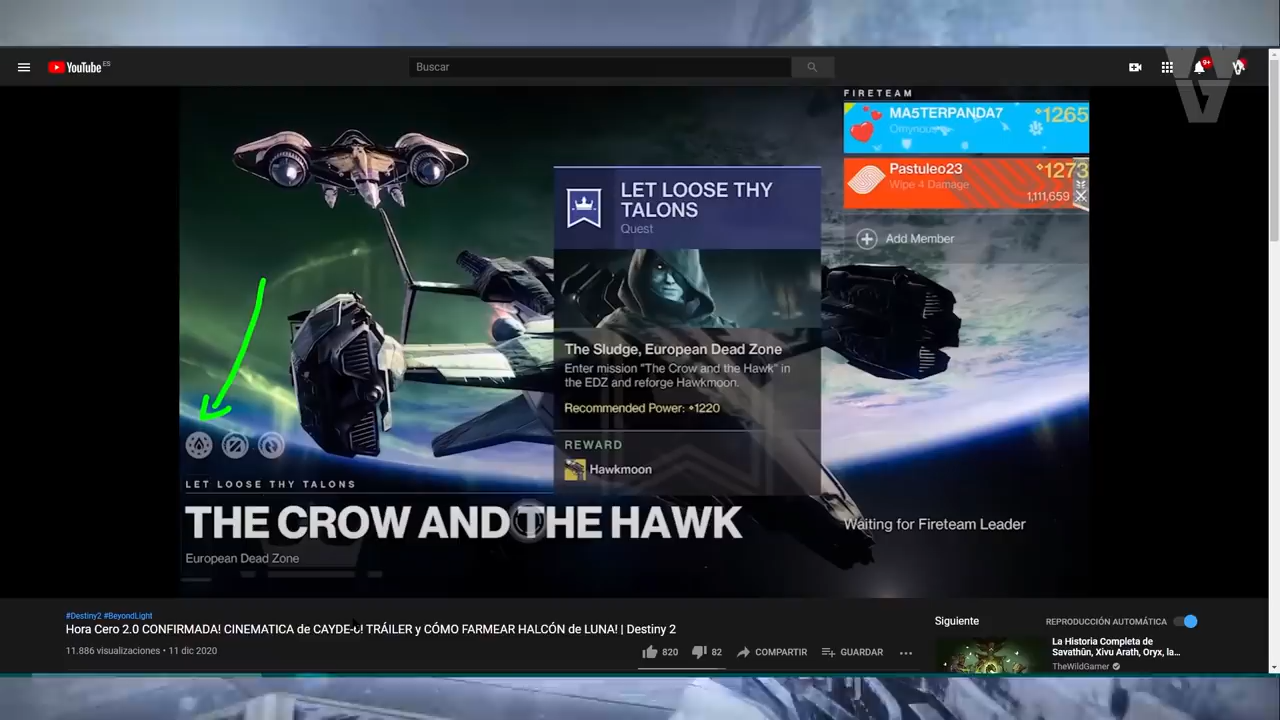 YouTube ES
Buscar
9+
WG
FIRETEAM
MA5TERPANDA7
1265
Omynous
Pastuleo23
1273
Wipe 4 Damage
1,111,659
Add Member
LET LOOSE THY
TALONS
Quest
The Sludge, European Dead Zone
Enter mission "The Crow and the Hawk" in
the EDZ and reforge Hawkmoon.
Recommended Power: 1220
REWARD
Hawkmoon
LET LOOSE THY TALONS
THE CROW AND THE HAWK
European Dead Zone
Waiting for Fireteam Leader
#Destiny2 #BeyondLight
Hora Cero 2.0 CONFIRMADA! CINEMATICA de CAYDE-6! TRÁILER y CÓMO FARMEAR HALCÓN de LUNA! | Destiny 2
11.886 visualizaciones • 11 dic 2020
820
82
COMPARTIR
GUARDAR
Siguiente
REPRODUCCIÓN AUTOMÁTICA
La Historia Completa de
Savathûn, Xivu Arath, Oryx, la...
TheWildGamer